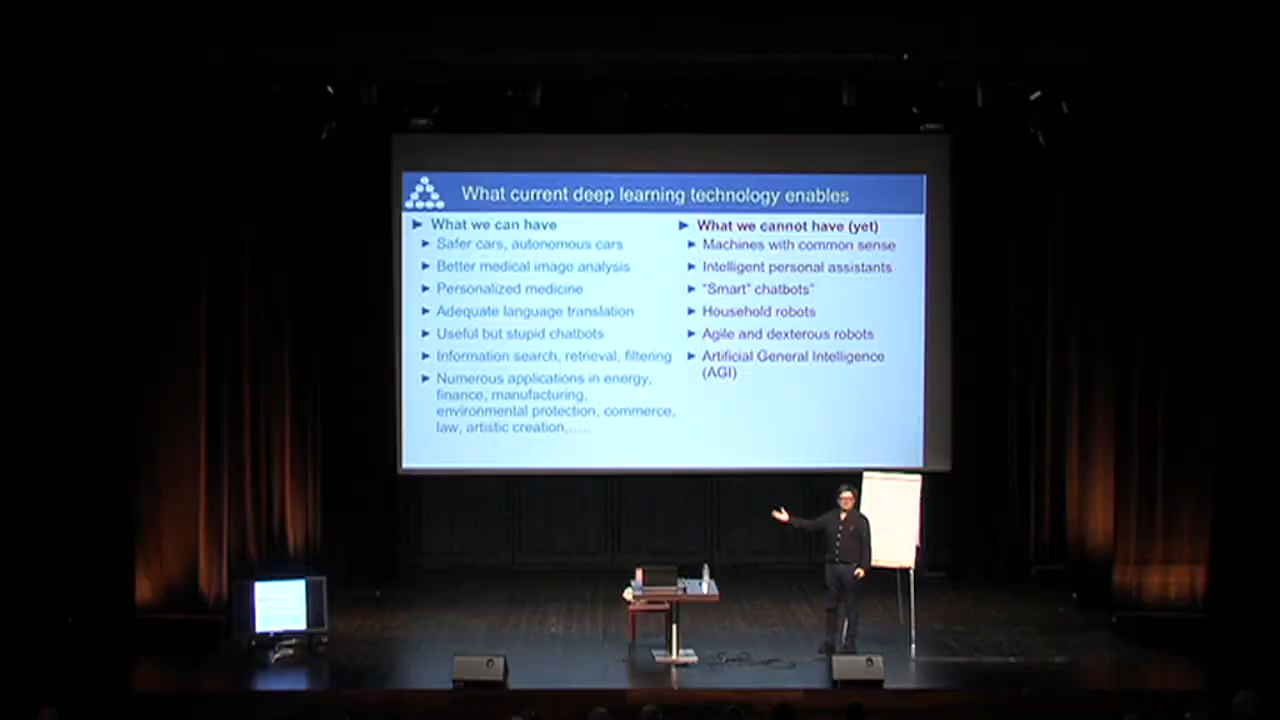 What current deep learning technology enables
What we can have
Safer cars, autonomous cars
Better medical image analysis
Personalized medicine
Adequate language translation
Useful but stupid chatbots
Information search, retrieval, filtering
Numerous applications in energy,
finance, manufacturing,
environmental protection, commerce,
law, artistic creation,.....
What we cannot have (yet)
Machines with common sense
Intelligent personal assistants
"Smart" chatbots"
Household robots
Agile and dexterous robots
Artificial General Intelligence
(AGI)